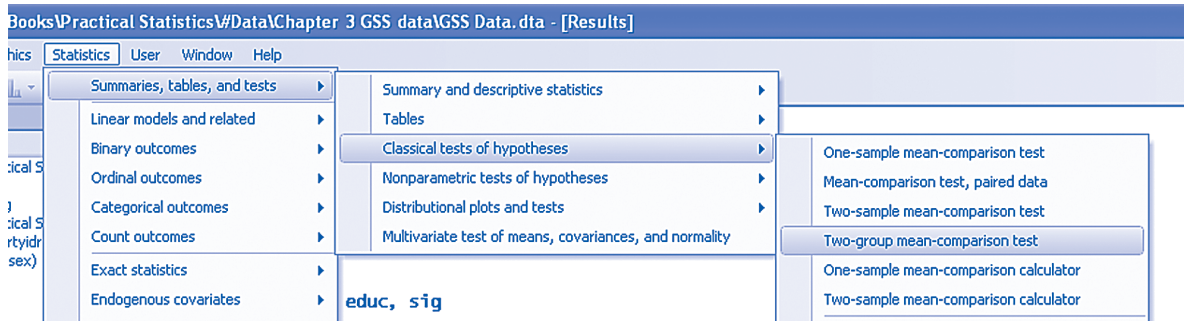 Books\Practical Statistics\#Data\Chapter 3 GSS data\GSS Data.dta - [Results]
Statistics User Window Help
Summaries, tables, and tests
Linear models and related
Binary outcomes
Ordinal outcomes
Categorical outcomes
Count outcomes
Exact statistics
Endogenous covariates
Summary and descriptive statistics
Tables
Classical tests of hypotheses
Nonparametric tests of hypotheses
Distributional plots and tests
Multivariate test of means, covariances, and normality
One-sample mean-comparison test
Mean-comparison test, paired data
Two-sample mean-comparison test
Two-group mean-comparison test
One-sample mean-comparison calculator
Two-sample mean-comparison calculator
sex)
educ, sig